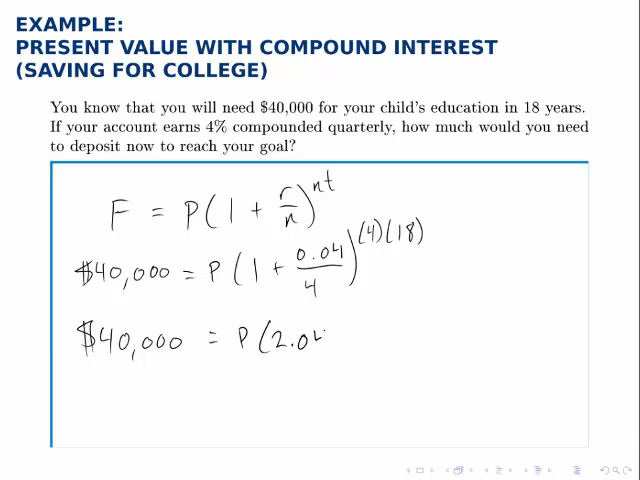 EXAMPLE:
PRESENT VALUE WITH COMPOUND INTEREST
(SAVING FOR COLLEGE)
You know that you will need $40,000 for your child's education in 18 years.
If your account earns 4% compounded quarterly, how much would you need
to deposit now to reach your goal?
F = P(1 + r/n)^nt
$40,000 = P(1 + 0.04/4)^(4)(18)
$40,000 = P(2.04